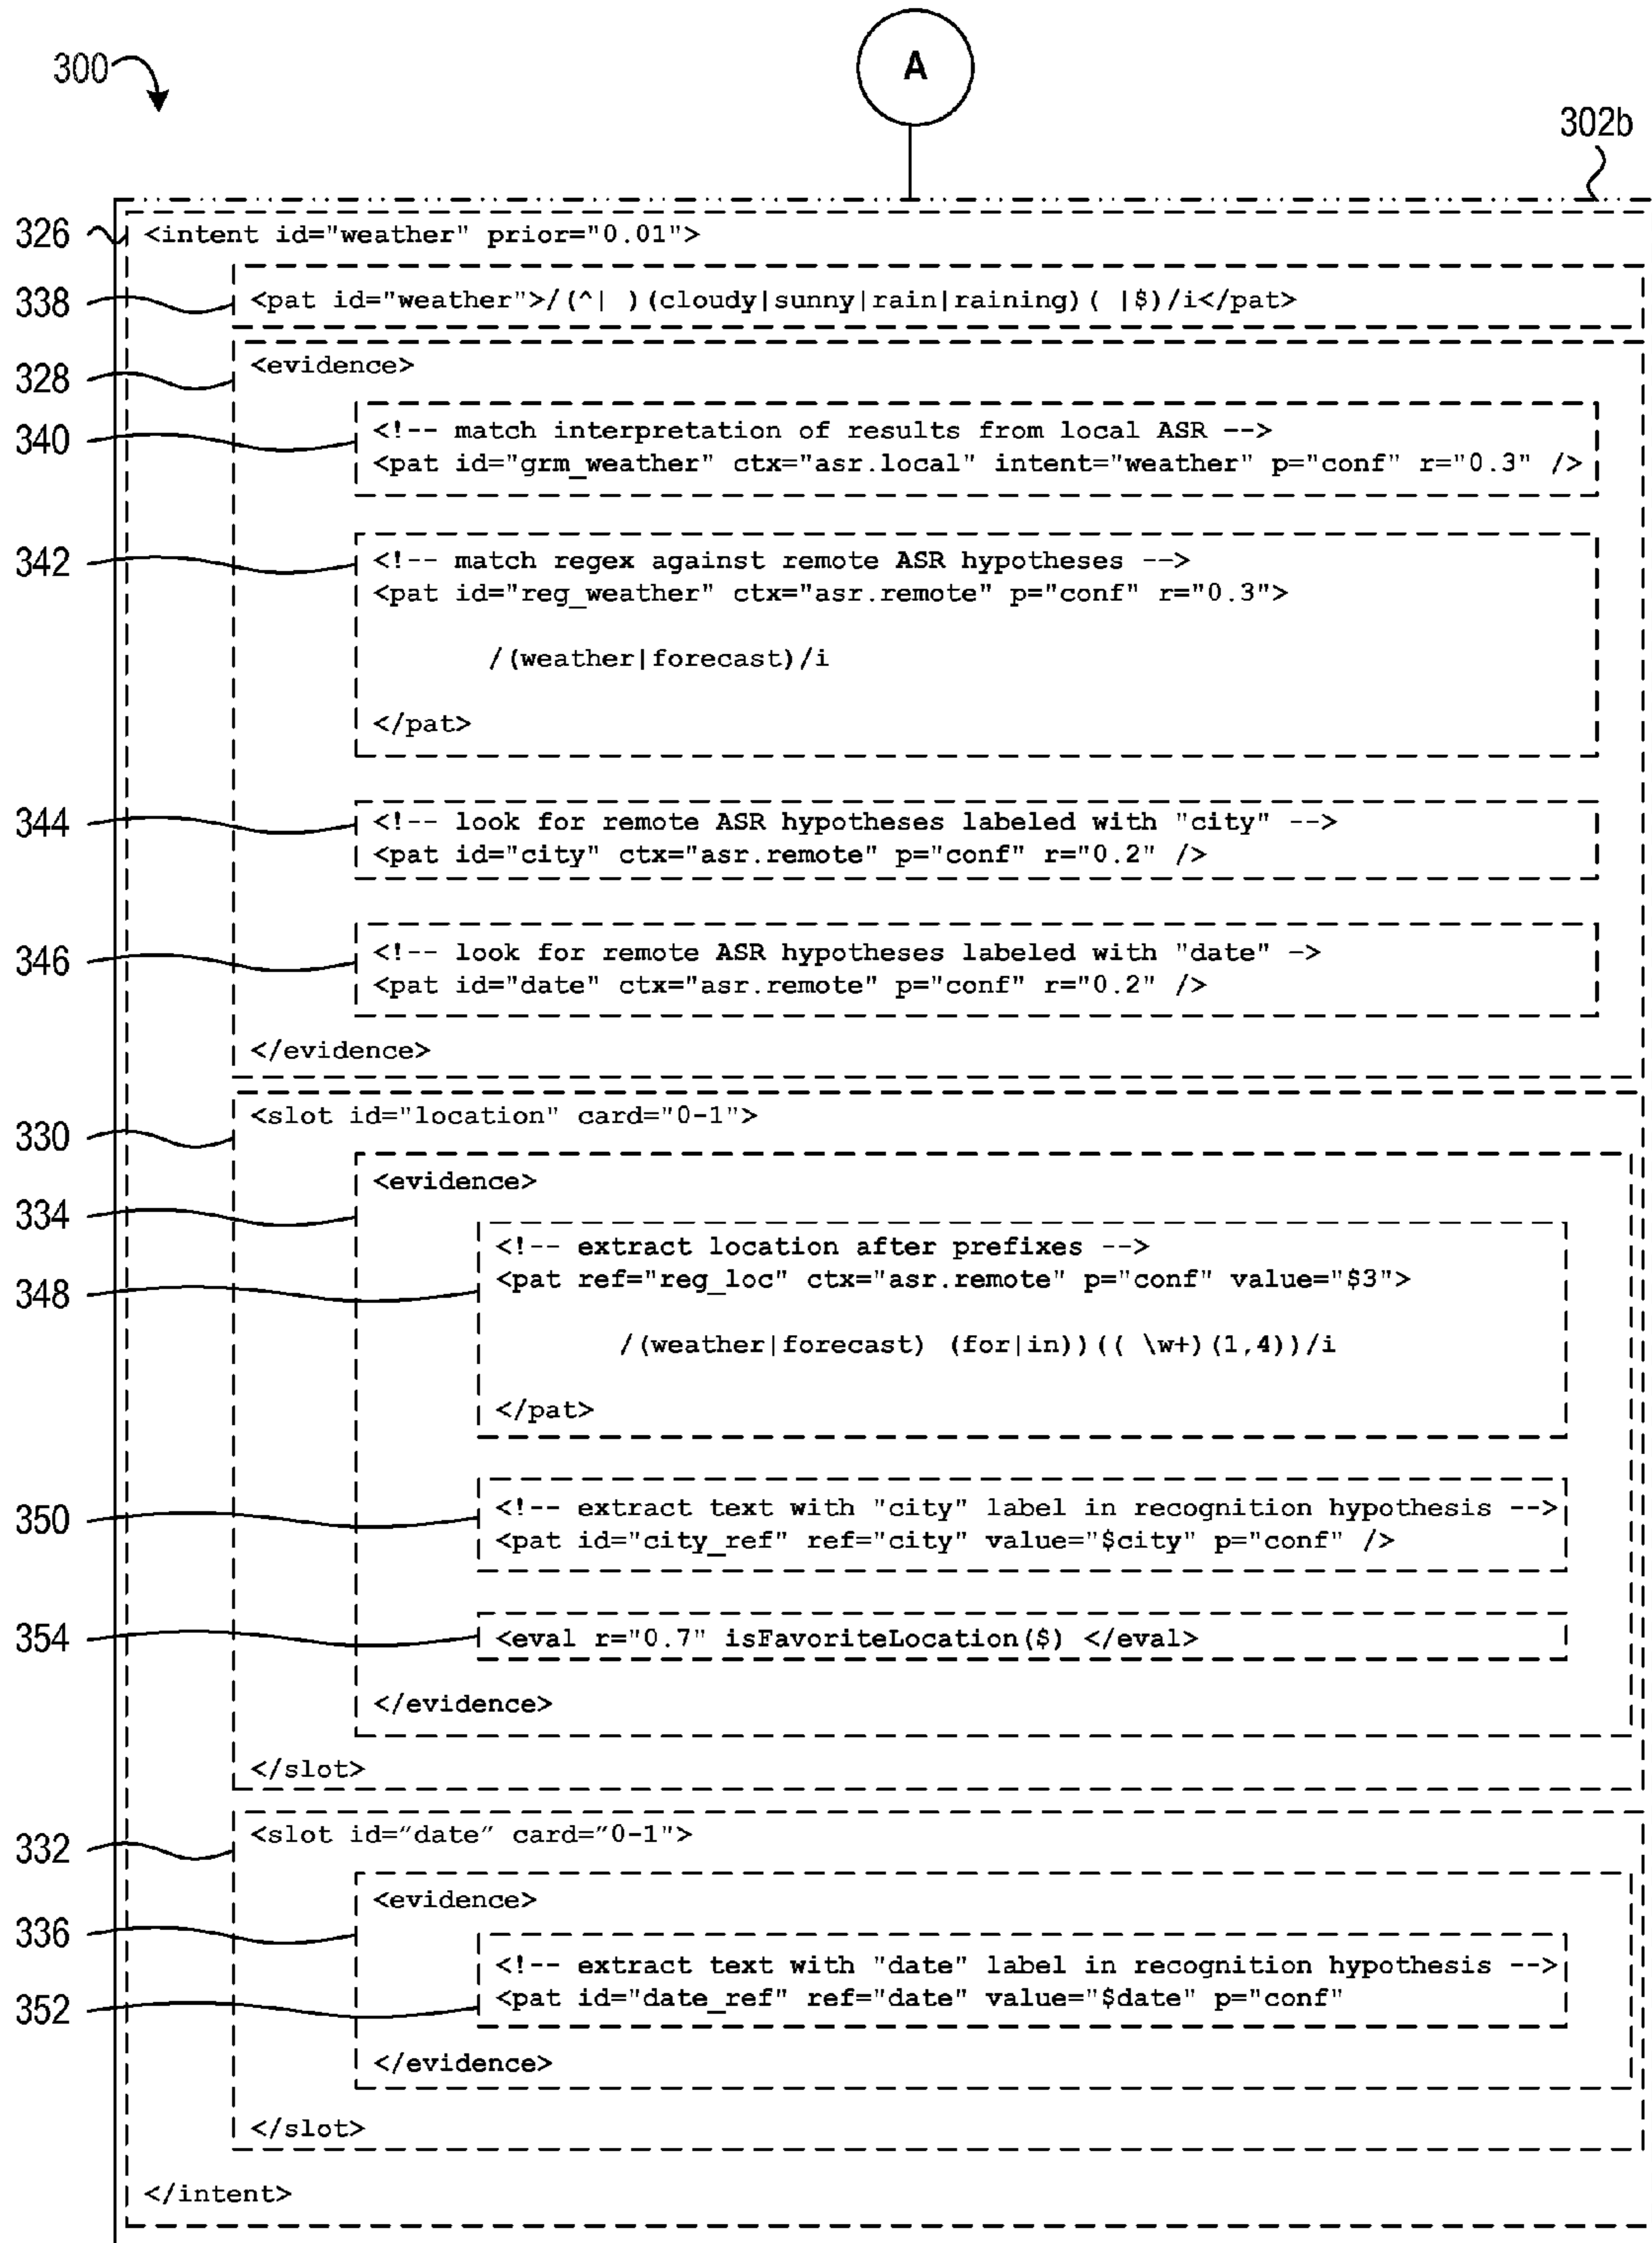 A
300
302b
326 <intent id="weather" prior="0.01">
338 <pat id="weather">/(^| )(cloudy|sunny|rain|raining)( |$)/i</pat>
328 <evidence>
340 <!-- match interpretation of results from local ASR -->
<pat id="grm_weather" ctx="asr.local" intent="weather" p="conf" r="0.3" />
342 <!-- match regex against remote ASR hypotheses -->
<pat id="reg_weather" ctx="asr.remote" p="conf" r="0.3">
/(weather|forecast)/i
</pat>
344 <!-- look for remote ASR hypotheses labeled with "city" -->
<pat id="city" ctx="asr.remote" p="conf" r="0.2" />
346 <!-- look for remote ASR hypotheses labeled with "date" ->
<pat id="date" ctx="asr.remote" p="conf" r="0.2" />
</evidence>
330 <slot id="location" card="0-1">
334 <evidence>
348 <!-- extract location after prefixes -->
<pat ref="reg_loc" ctx="asr.remote" p="conf" value="$3">
/(weather|forecast) (for|in))(( \w+)(1,4))/i
</pat>
350 <!-- extract text with "city" label in recognition hypothesis -->
<pat id="city_ref" ref="city" value="$city" p="conf" />
354 <eval r="0.7" isFavoriteLocation($) </eval>
</evidence>
</slot>
332 <slot id="date" card="0-1">
336 <evidence>
352 <!-- extract text with "date" label in recognition hypothesis -->
<pat id="date_ref" ref="date" value="$date" p="conf"
</evidence>
</slot>
</intent>